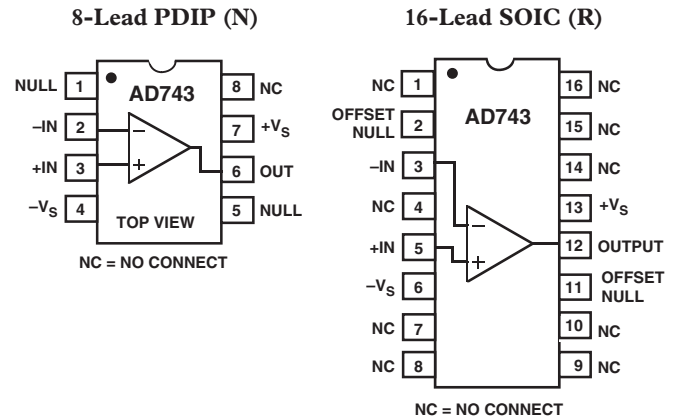 8-Lead PDIP (N)
NULL 1
–IN 2
+IN 3
–VS 4
AD743
– 
+
TOP VIEW
8 NC
7 +VS
6 OUT
5 NULL
NC = NO CONNECT
16-Lead SOIC (R)
NC 1
OFFSET
NULL 2
–IN 3
NC 4
+IN 5
–VS 6
NC 7
NC 8
AD743
–
+
16 NC
15 NC
14 NC
13 +VS
12 OUTPUT
11 OFFSET
NULL
10 NC
9 NC
NC = NO CONNECT